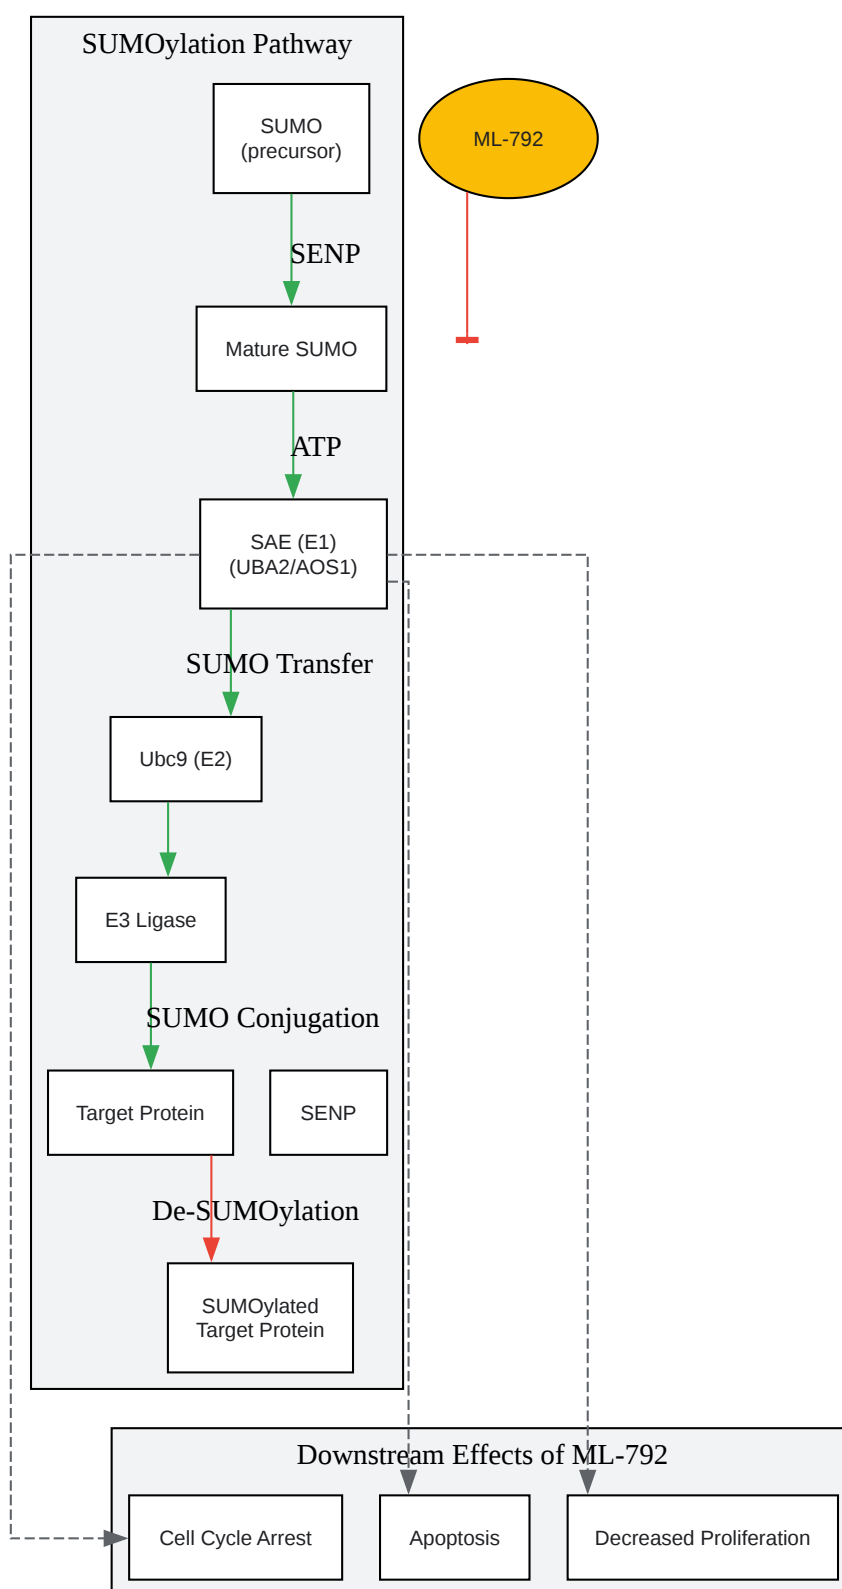 SUMOylation Pathway
SUMO
(precursor)
ML-792
SENP
Mature SUMO
ATP
SAE (E1)
(UBA2/AOS1)
SUMO Transfer
Ubc9 (E2)
E3 Ligase
SUMO Conjugation
Target Protein
SENP
De-SUMOylation
SUMOylated
Target Protein
Downstream Effects of ML-792
Cell Cycle Arrest
Apoptosis
Decreased Proliferation